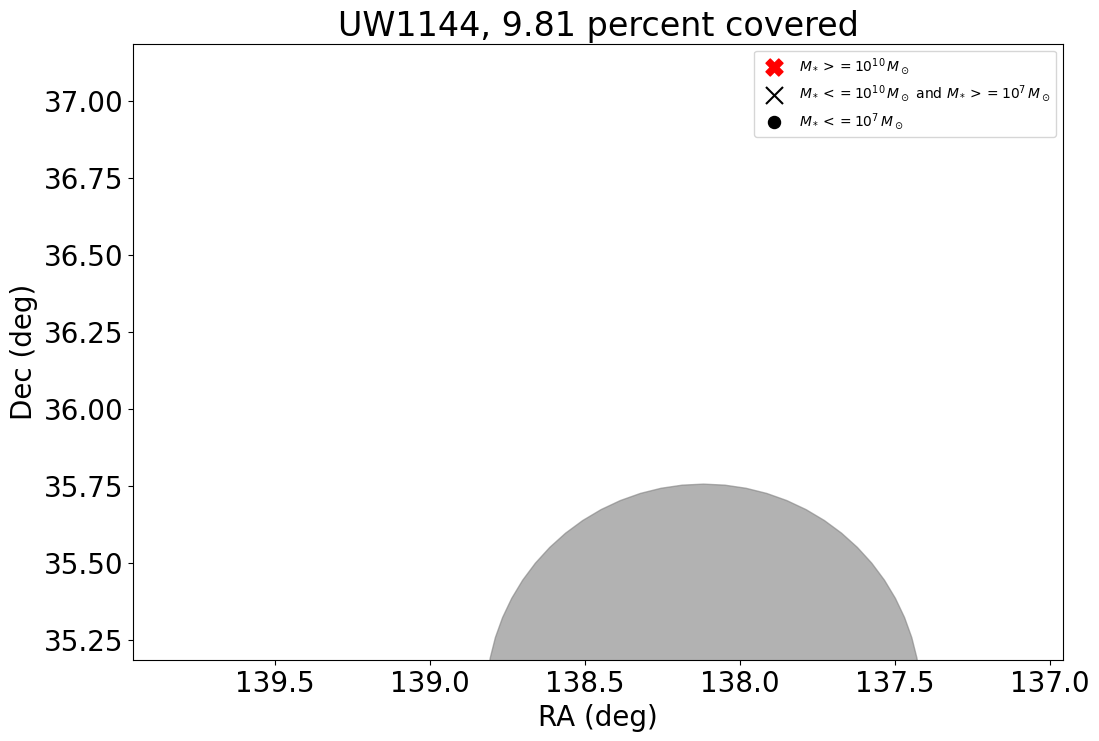 UW1144, 9.81 percent covered
M* >= 10^10 M⊙
M* <= 10^10 M⊙ and M* >= 10^7 M⊙
M* <= 10^7 M⊙
37.00
36.75
36.50
36.25
36.00
35.75
35.50
35.25
Dec (deg)
139.5 139.0 138.5 138.0 137.5 137.0
RA (deg)